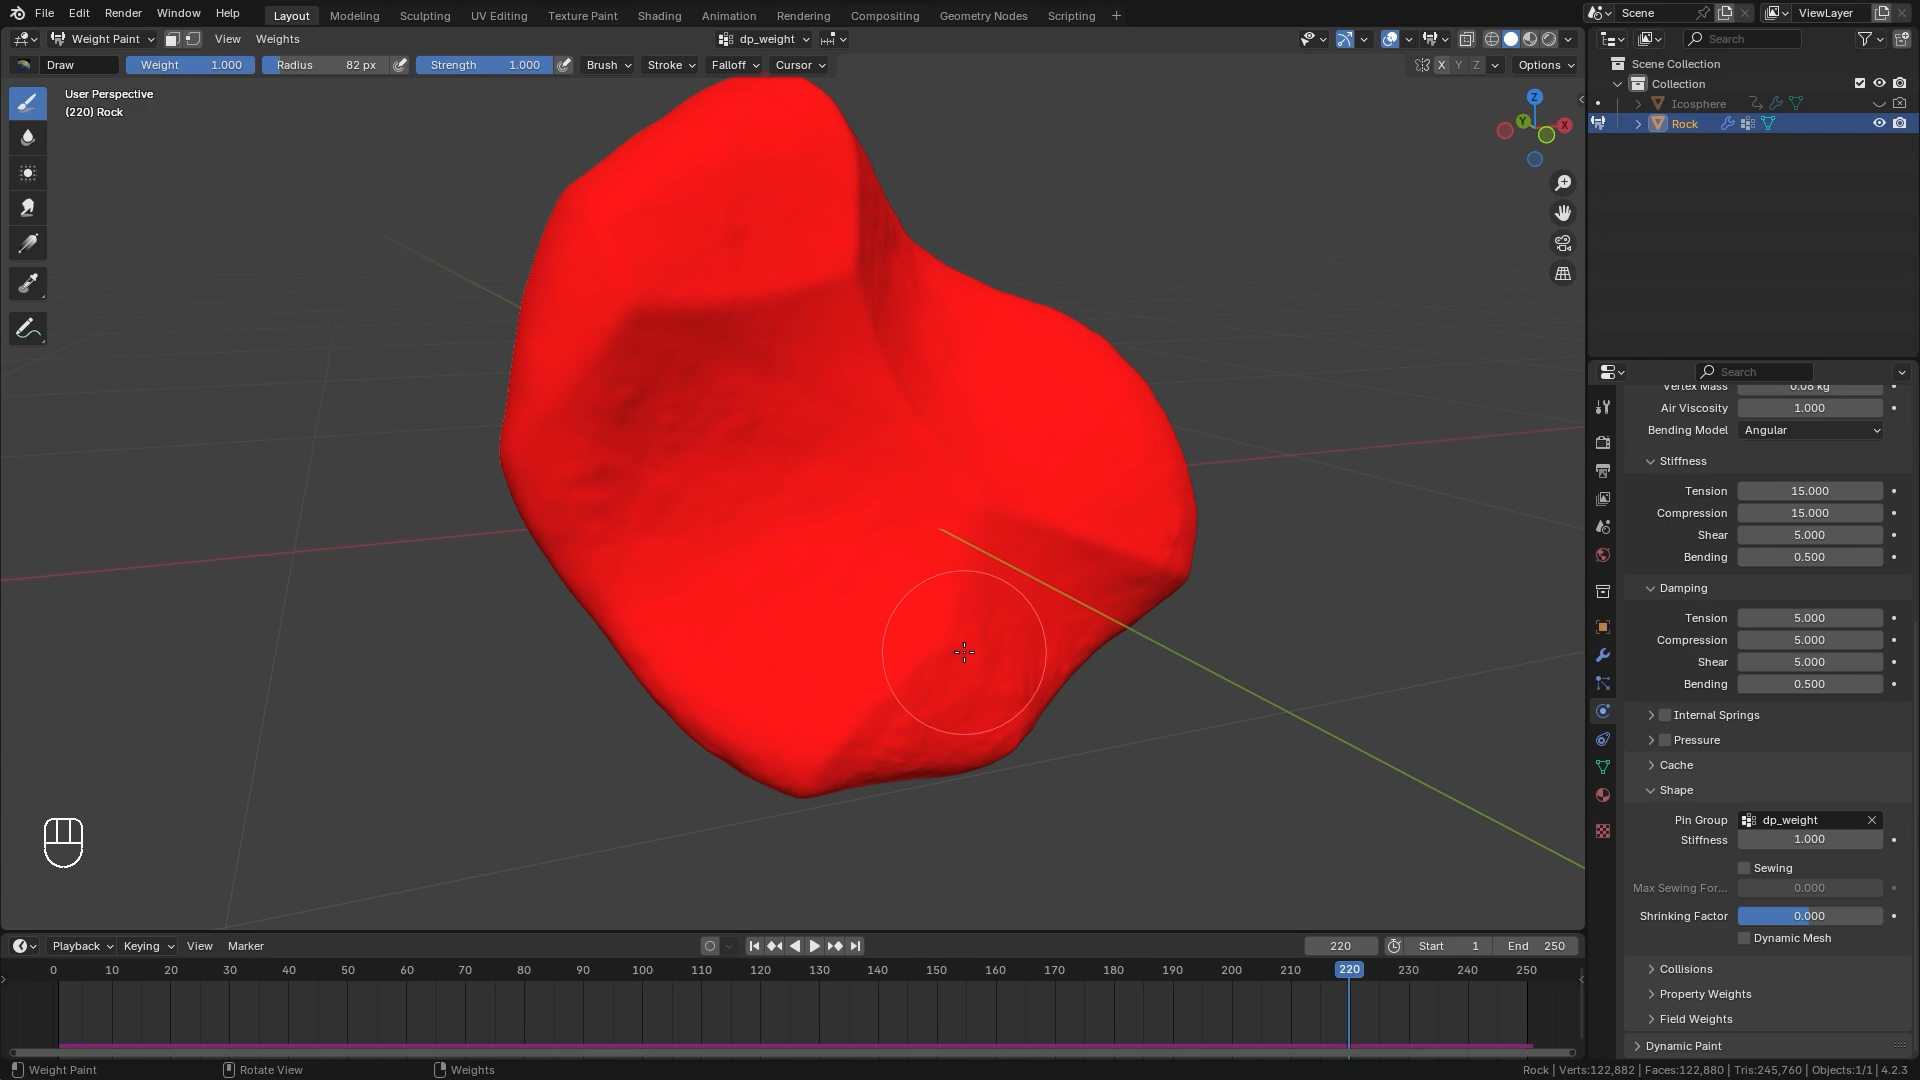 File Edit Render Window Help Layout Modeling Sculpting UV Editing Texture Paint Shading Animation Rendering Compositing Geometry Nodes Scripting + Scene ViewLayer
Weight Paint View Weights dp_weight Search
Draw Weight 1.000 Radius 82 px Strength 1.000 Brush Stroke Falloff Cursor X Y Z Options
Scene Collection
Collection
Icosphere
Rock
User Perspective
(220) Rock
Z
Y
X
Search
Vertex Mass 0.08 kg
Air Viscosity 1.000
Bending Model Angular
Stiffness
Tension 15.000
Compression 15.000
Shear 5.000
Bending 0.500
Damping
Tension 5.000
Compression 5.000
Shear 5.000
Bending 0.500
Internal Springs
Pressure
Cache
Shape
Pin Group dp_weight
Stiffness 1.000
Sewing
Max Sewing For... 0.000
Shrinking Factor 0.000
Dynamic Mesh
Collisions
Property Weights
Field Weights
Dynamic Paint
Playback Keying View Marker 220 Start 1 End 250
0 10 20 30 40 50 60 70 80 90 100 110 120 130 140 150 160 170 180 190 200 210 220 230 240 250
Weight Paint Rotate View Weights Rock | Verts:122,882 | Faces:122,880 | Tris:245,760 | Objects:1/1 | 4.2.3